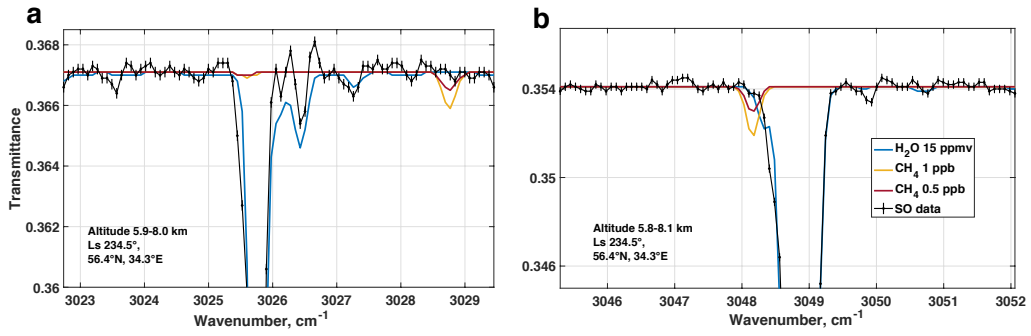 a
0.368
0.366
0.364
0.362
0.36
Transmittance
Altitude 5.9-8.0 km
Ls 234.5°,
56.4°N, 34.3°E
3023 3024 3025 3026 3027 3028 3029
Wavenumber, cm-1
b
0.354
0.35
0.346
H2O 15 ppmv
CH4 1 ppb
CH4 0.5 ppb
SO data
Altitude 5.8-8.1 km
Ls 234.5°,
56.4°N, 34.3°E
3046 3047 3048 3049 3050 3051 3052
Wavenumber, cm-1